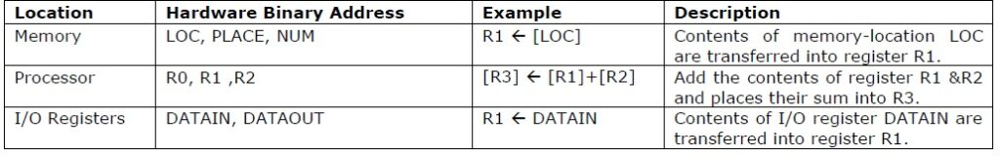 Location Hardware Binary Address Example Description
Memory LOC, PLACE, NUM R1 ← [LOC] Contents of memory-location LOC
are transferred into register R1.
Processor R0, R1 ,R2 [R3] ← [R1]+[R2] Add the contents of register R1 &R2
and places their sum into R3.
I/O Registers DATAIN, DATAOUT R1 ← DATAIN Contents of I/O register DATAIN are
transferred into register R1.